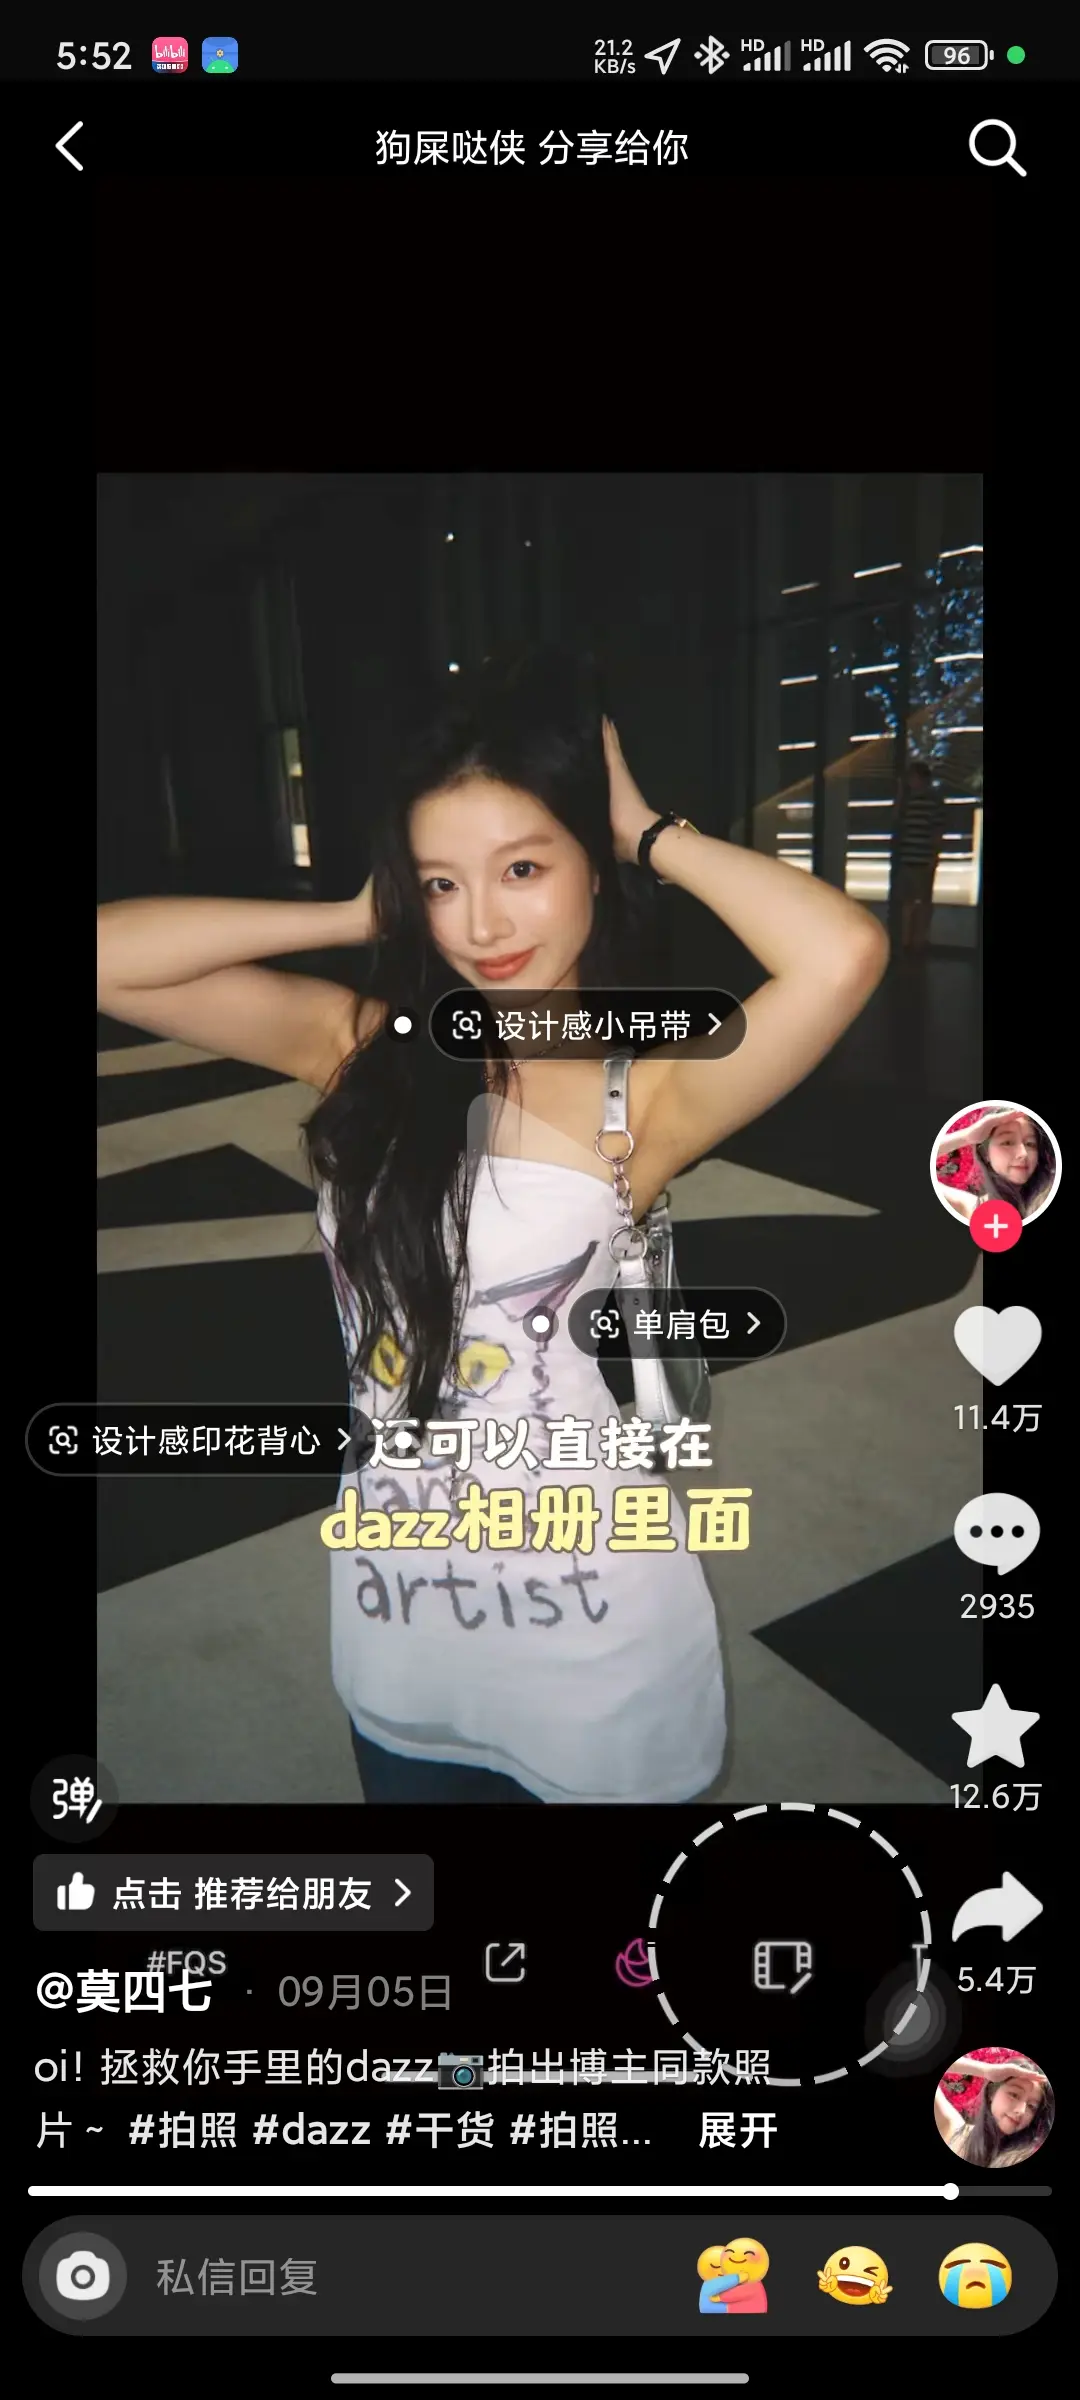 5:52
21.2
KB/s
HD
HD
96
狗屎哒侠 分享给你
设计感小吊带
单肩包
设计感印花背心
还可以直接在
dazz相册里面
artist
11.4万
2935
12.6万
5.4万
弹
点击 推荐给朋友
#FQS
@莫四七 · 09月05日
oi! 拯救你手里的dazz📷拍出博主同款照
片 ~ #拍照 #dazz #干货 #拍照... 展开
私信回复